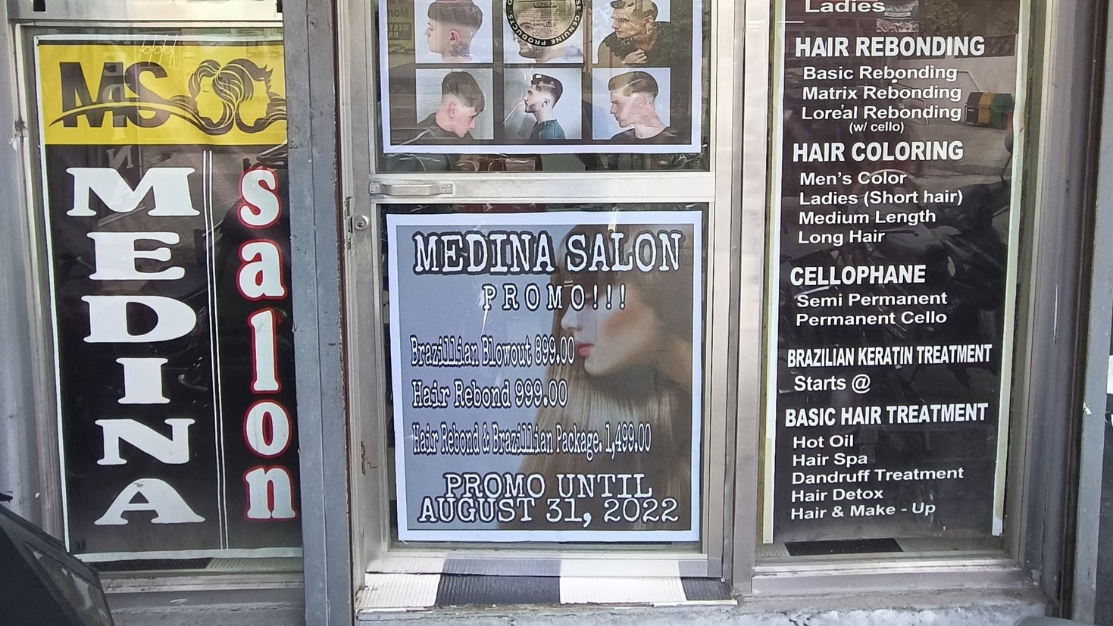 MS
MEDINA
salon
GENUINE PRODUCTS
MEDINA SALON
PROMO!!!
Brazillian Blowout 899.00
Hair Rebond 999.00
Hair Rebond & Brazillian Package. 1,499.00
PROMO UNTIL
AUGUST 31, 2022
Ladies
HAIR REBONDING
Basic Rebonding
Matrix Rebonding
Loreal Rebonding
(w/ cello)
HAIR COLORING
Men's Color
Ladies (Short hair)
Medium Length
Long Hair
CELLOPHANE
Semi Permanent
Permanent Cello
BRAZILIAN KERATIN TREATMENT
Starts @
BASIC HAIR TREATMENT
Hot Oil
Hair Spa
Dandruff Treatment
Hair Detox
Hair & Make - Up